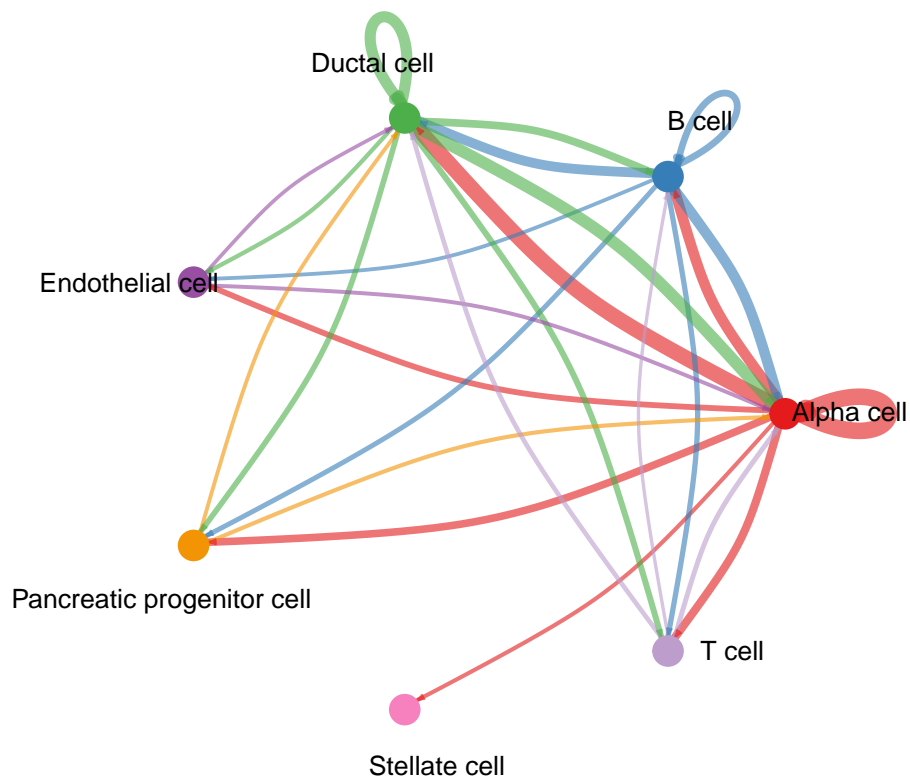 Ductal cell
B cell
Endothelial cell
Alpha cell
Pancreatic progenitor cell
T cell
Stellate cell